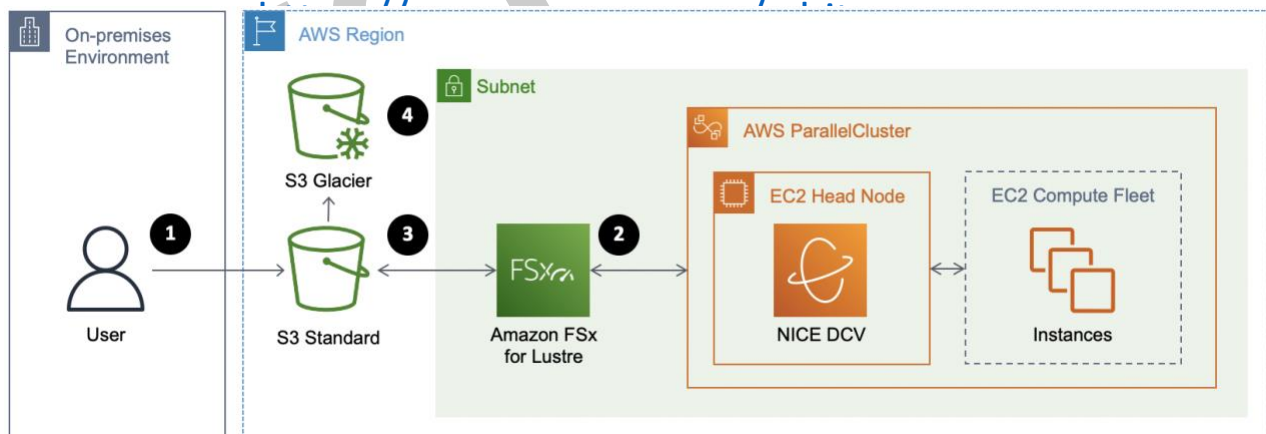 On-premises
Environment
AWS Region
Subnet
4
AWS ParallelCluster
S3 Glacier
EC2 Head Node
EC2 Compute Fleet
1
3
2
FSx
User
S3 Standard
Amazon FSx
for Lustre
NICE DCV
Instances